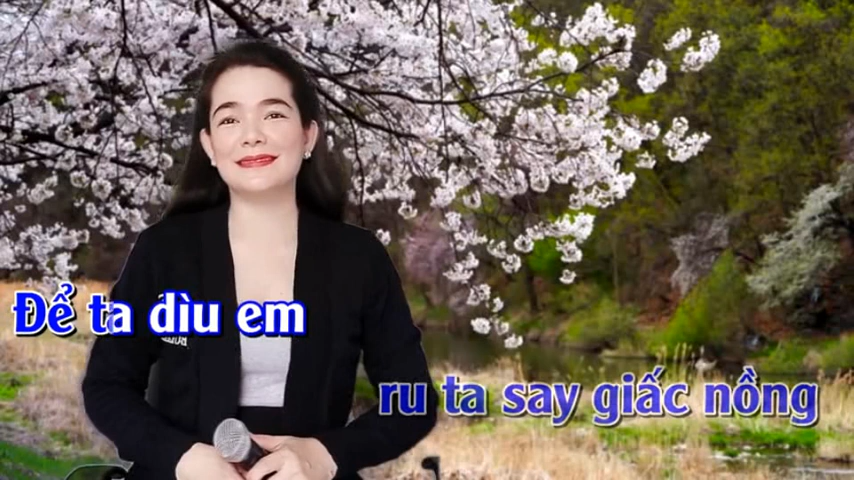 Để ta dìu em
ru ta say giấc nồng